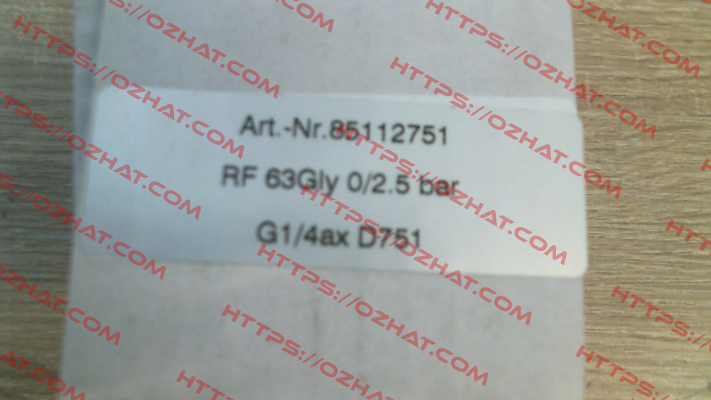 Art.-Nr.85112751
RF 63Gly 0/2.5 bar
G1/4ax D751
HTTPS://OZHAT.COM